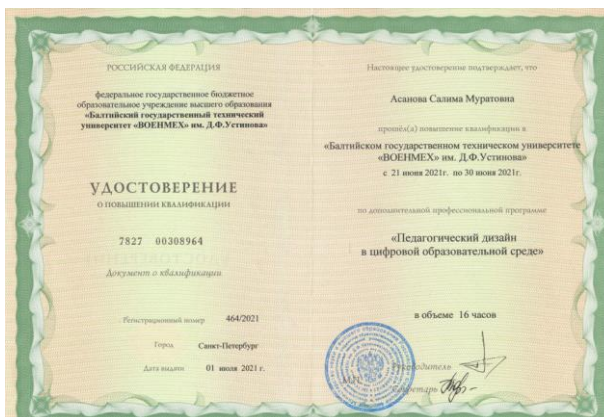 РОССИЙСКАЯ ФЕДЕРАЦИЯ
федеральное государственное бюджетное
образовательное учреждение высшего образования
«Балтийский государственный технический
университет «ВОЕНМЕХ» им. Д.Ф.Устинова»
УДОСТОВЕРЕНИЕ
О ПОВЫШЕНИИ КВАЛИФИКАЦИИ
7827 00308964
Документ о квалификации
Регистрационный номер 464/2021
Город Санкт-Петербург
Дата выдачи 01 июля 2021 г.
Настоящее удостоверение подтверждает, что
Асанова Салима Муратовна
прошёл(а) повышение квалификации в
«Балтийском государственном техническом университете
«ВОЕНМЕХ» им. Д.Ф.Устинова»
с 21 июня 2021г. по 30 июня 2021г.
по дополнительной профессиональной программе
«Педагогический дизайн
в цифровой образовательной среде»
в объеме 16 часов
Руководитель
М.П.
Секретарь